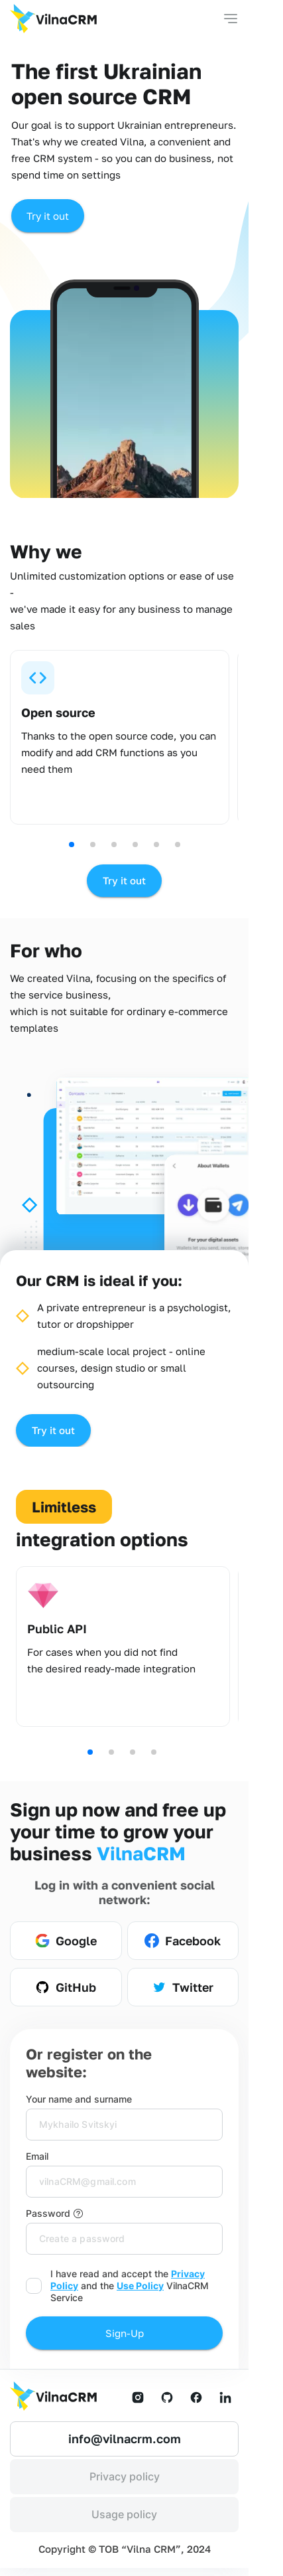 VilnaCRM
The first Ukrainian
open source CRM
Our goal is to support Ukrainian entrepreneurs.
That's why we created Vilna, a convenient and
free CRM system - so you can do business, not
spend time on settings
Try it out
Why we
Unlimited customization options or ease of use
-
we've made it easy for any business to manage
sales
Open source
Thanks to the open source code, you can
modify and add CRM functions as you
need them
Try it out
For who
We created Vilna, focusing on the specifics of
the service business,
which is not suitable for ordinary e-commerce
templates
About Wallets
For your digital assets
Our CRM is ideal if you:
A private entrepreneur is a psychologist,
tutor or dropshipper
medium-scale local project - online
courses, design studio or small
outsourcing
Try it out
Limitless
integration options
Public API
For cases when you did not find
the desired ready-made integration
Sign up now and free up
your time to grow your
business VilnaCRM
Log in with a convenient social
network:
Google
Facebook
GitHub
Twitter
Or register on the
website:
Your name and surname
Mykhailo Svitskyi
Email
vilnaCRM@gmail.com
Password
Create a password
I have read and accept the Privacy
Policy and the Use Policy VilnaCRM
Service
Sign-Up
VilnaCRM
info@vilnacrm.com
Privacy policy
Usage policy
Copyright © ТОВ “Vilna CRM”, 2024